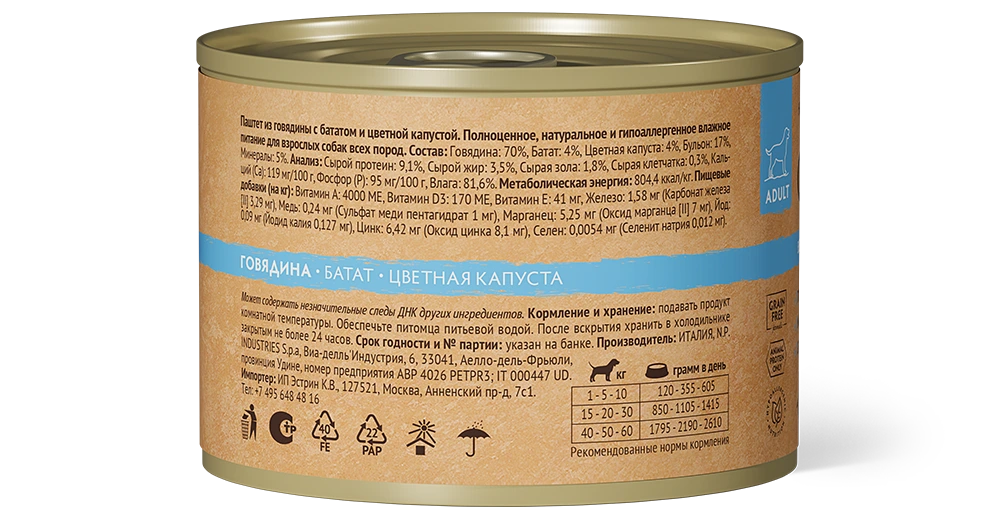 Паштет из говядины с бататом и цветной капустой. Полноценное, натуральное и гипоаллергенное влажное
питание для взрослых собак всех пород. Состав: Говядина: 70%, Батат: 4%, Цветная капуста: 4%, Бульон: 17%,
Минералы: 5%. Анализ: Сырой протеин: 9,1%, Сырой жир: 3,5%, Сырая зола: 1,8%, Сырая клетчатка: 0,3%, Каль-
ций (Ca): 119 мг/100 г, Фосфор (P): 95 мг/100 г, Влага: 81,6%. Метаболическая энергия: 804,4 ккал/кг. Пищевые
добавки (на кг): Витамин А: 4000 МЕ, Витамин D3: 170 МЕ, Витамин Е: 41 мг, Железо: 1,58 мг (Карбонат железа
[II] 3,29 мг), Медь: 0,24 мг (Сульфат меди пентагидрат 1 мг), Марганец: 5,25 мг (Оксид марганца [II] 7 мг), Йод:
0,09 мг (Йодид калия 0,127 мг), Цинк: 6,42 мг (Оксид цинка 8,1 мг), Селен: 0,0054 мг (Селенит натрия 0,012 мг).
ADULT
ГОВЯДИНА • БАТАТ • ЦВЕТНАЯ КАПУСТА
Может содержать незначительные следы ДНК других ингредиентов. Кормление и хранение: подавать продукт
комнатной температуры. Обеспечьте питомца питьевой водой. После вскрытия хранить в холодильнике
закрытым не более 24 часов. Срок годности и № партии: указан на банке. Производитель: ИТАЛИЯ, N.P.
INDUSTRIES S.p.a, Виа-делль'Индустрия, 6, 33041, Аелло-дель-Фрюли,
провинция Удине, номер предприятия ABP 4026 PETPR3; IT 000447 UD.
Импортер: ИП Эстрин К.В., 127521, Москва, Анненский пр-д, 7с1.
Тел: +7 495 648 48 16
кг грамм в день
1 - 5 - 10 120 - 355 - 605
15 - 20 - 30 850 - 1105 - 1415
40 - 50 - 60 1795 - 2190 - 2610
Рекомендованные нормы кормления
СТР
40
FE
22
PAP
GRAIN
FREE
ANIMAL
PROTEIN
ONLY